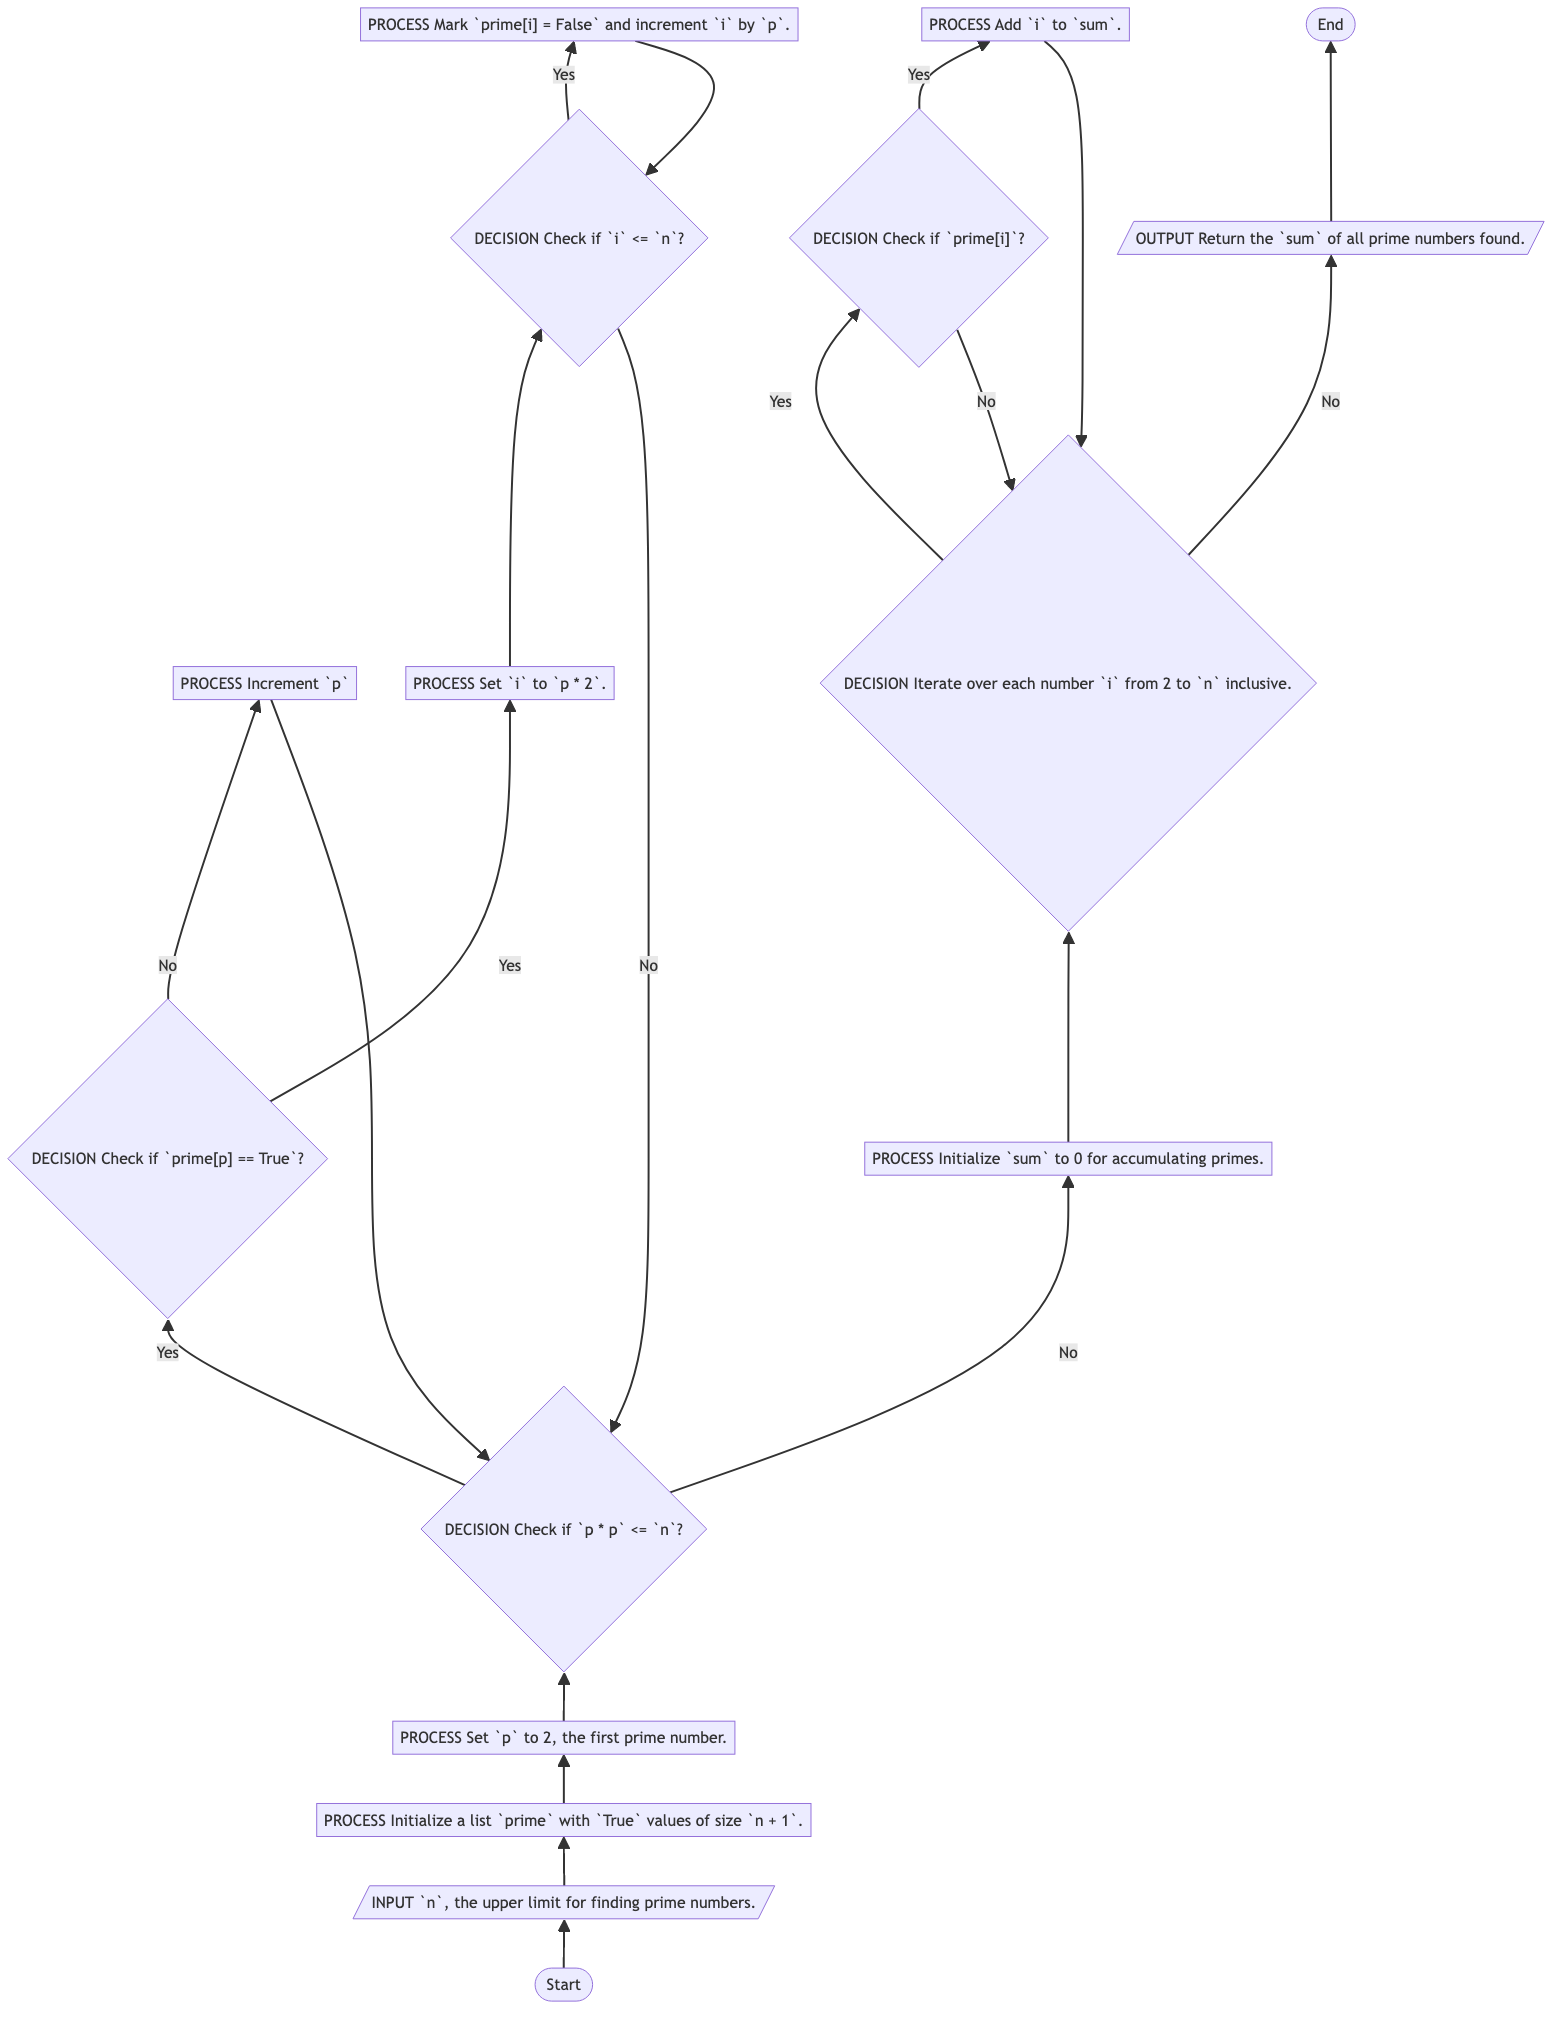 PROCESS Mark `prime[i] = False` and increment `i` by `p`.
PROCESS Add `i` to `sum`.
End
Yes
Yes
DECISION Check if `i` <= `n`?
DECISION Check if `prime[i]`?
OUTPUT Return the `sum` of all prime numbers found.
Yes
No
No
PROCESS Increment `p`
PROCESS Set `i` to `p * 2`.
DECISION Iterate over each number `i` from 2 to `n` inclusive.
No
Yes
No
DECISION Check if `prime[p] == True`?
PROCESS Initialize `sum` to 0 for accumulating primes.
Yes
No
DECISION Check if `p * p` <= `n`?
PROCESS Set `p` to 2, the first prime number.
PROCESS Initialize a list `prime` with `True` values of size `n + 1`.
INPUT `n`, the upper limit for finding prime numbers.
Start